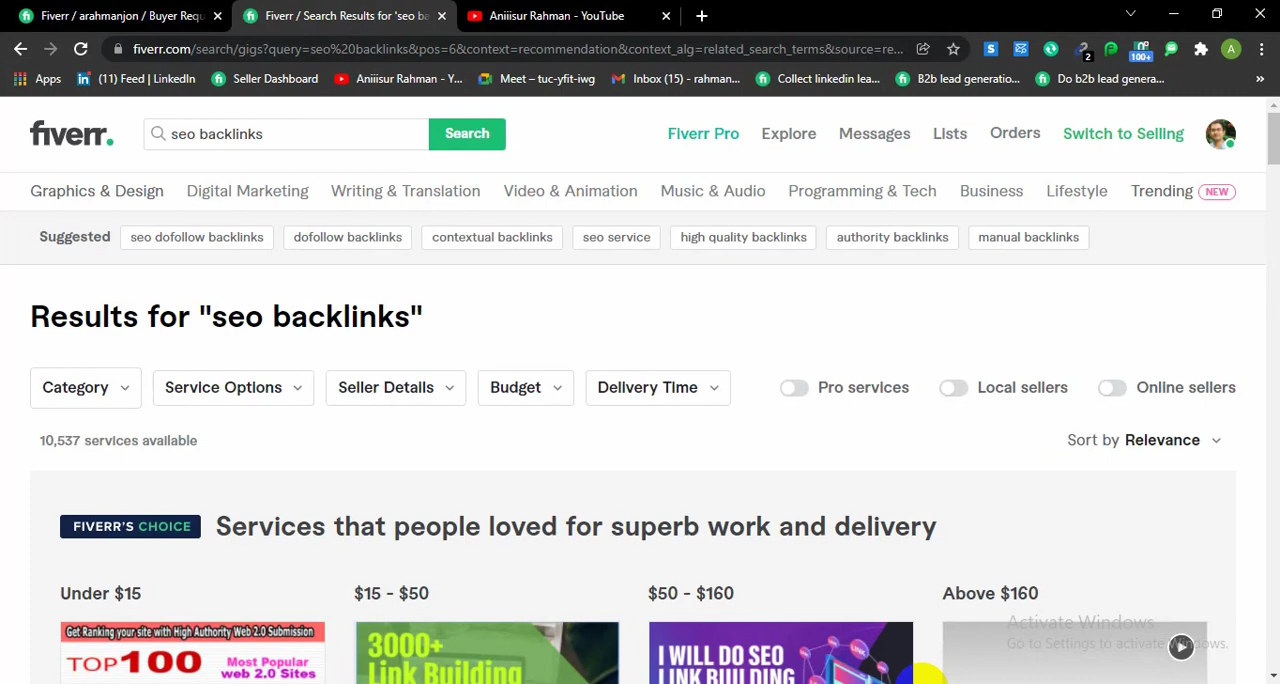 Fiverr / arahmanjon / Buyer Requ
Fiverr / Search Results for 'seo ba
Aniiisur Rahman - YouTube
fiverr.com/search/gigs?query=seo%20backlinks&pos=6&context=recommendation&context_alg=related_search_terms&source=re...
S
2
100+
A
Apps
(11) Feed | LinkedIn
Seller Dashboard
Aniiisur Rahman - Y...
Meet – tuc-yfit-iwg
Inbox (15) - rahman...
Collect linkedin lea...
B2b lead generatio...
Do b2b lead genera...
fiverr.
seo backlinks
Search
Fiverr Pro
Explore
Messages
Lists
Orders
Switch to Selling
Graphics & Design
Digital Marketing
Writing & Translation
Video & Animation
Music & Audio
Programming & Tech
Business
Lifestyle
Trending NEW
Suggested
seo dofollow backlinks
dofollow backlinks
contextual backlinks
seo service
high quality backlinks
authority backlinks
manual backlinks
Results for "seo backlinks"
Category
Service Options
Seller Details
Budget
Delivery Time
Pro services
Local sellers
Online sellers
10,537 services available
Sort by Relevance
FIVERR'S CHOICE
Services that people loved for superb work and delivery
Under $15
$15 - $50
$50 - $160
Above $160
Get Ranking your site with High Authority Web 2.0 Submission
TOP 100
Most Popular
web 2.0 Sites
3000+
Link Building
I WILL DO SEO
LINK BUILDING
Activate Windows
Go to Settings to activate Windows.